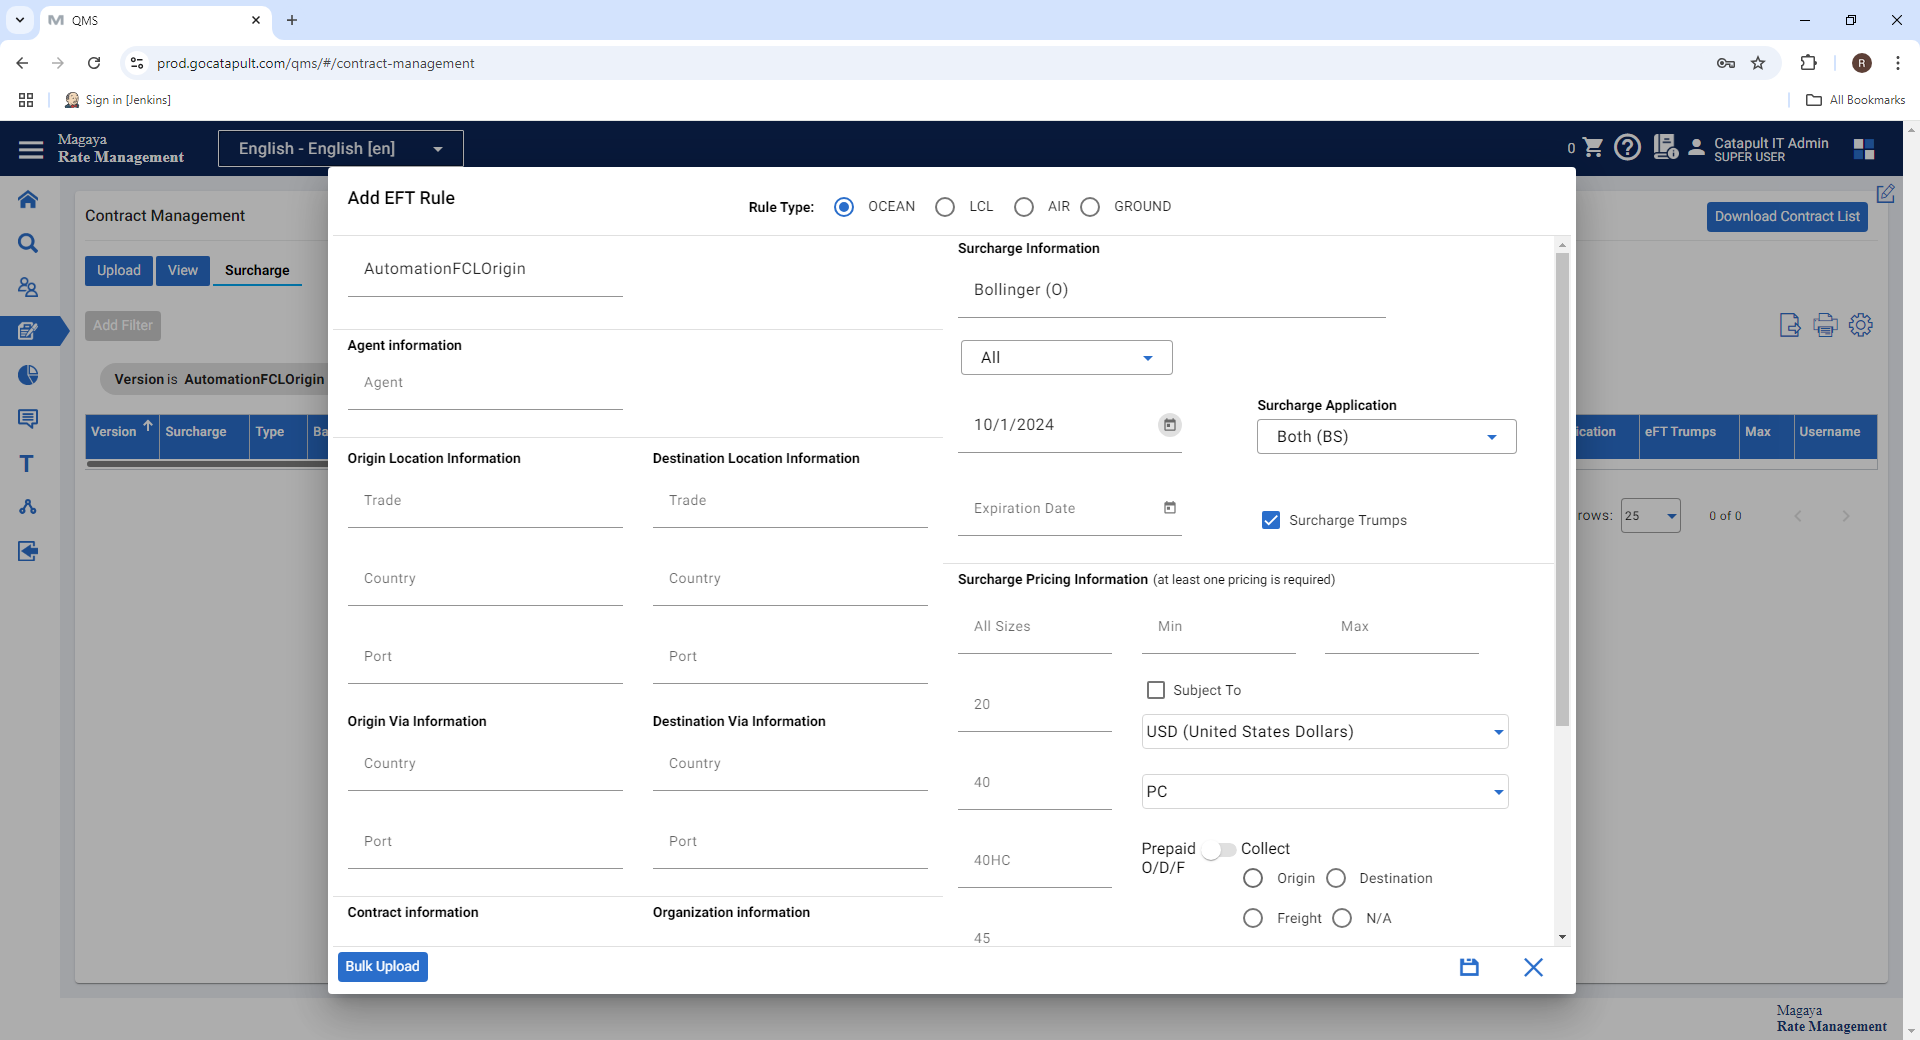 QMS
prod.gocatapult.com/qms/#/contract-management
R
Sign in [Jenkins]
All Bookmarks
Magaya
Rate Management
English - English [en]
0
Catapult IT Admin
SUPER USER
Contract Management
Download Contract List
Upload
View
Surcharge
Add Filter
Version is AutomationFCLOrigin
Version
Surcharge
Type
Ba
ication
eFT Trumps
Max
Username
rows:
25
0 of 0
Add EFT Rule
Rule Type:
OCEAN
LCL
AIR
GROUND
AutomationFCLOrigin
Agent information
Agent
Origin Location Information
Destination Location Information
Trade
Trade
Country
Country
Port
Port
Origin Via Information
Destination Via Information
Country
Country
Port
Port
Contract information
Organization information
Surcharge Information
Bollinger (O)
All
10/1/2024
Surcharge Application
Both (BS)
Expiration Date
Surcharge Trumps
Surcharge Pricing Information (at least one pricing is required)
All Sizes
Min
Max
20
Subject To
USD (United States Dollars)
40
PC
40HC
Prepaid
Collect
O/D/F
Origin
Destination
Freight
N/A
45
Bulk Upload
Magaya
Rate Management